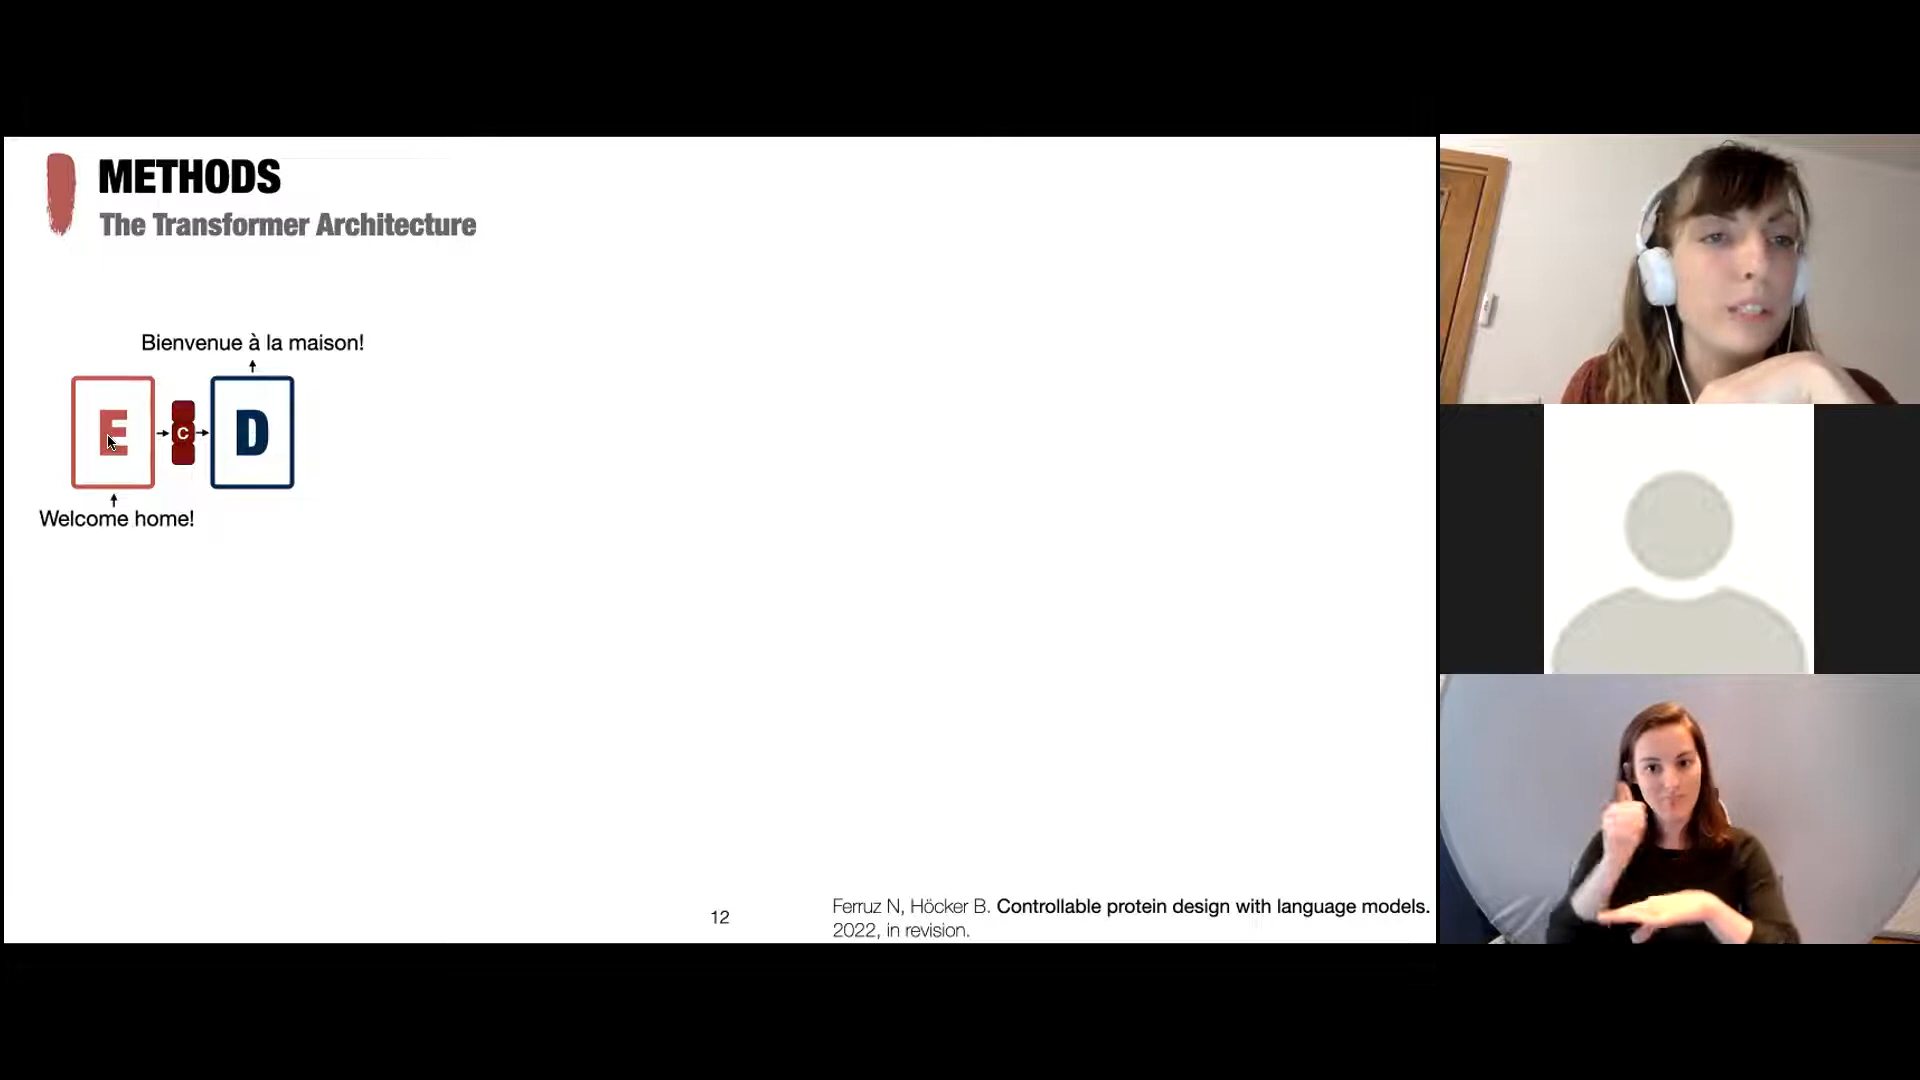 METHODS
The Transformer Architecture
Bienvenue à la maison!
E
C
D
Welcome home!
12
Ferruz N, Höcker B. Controllable protein design with language models.
2022, in revision.